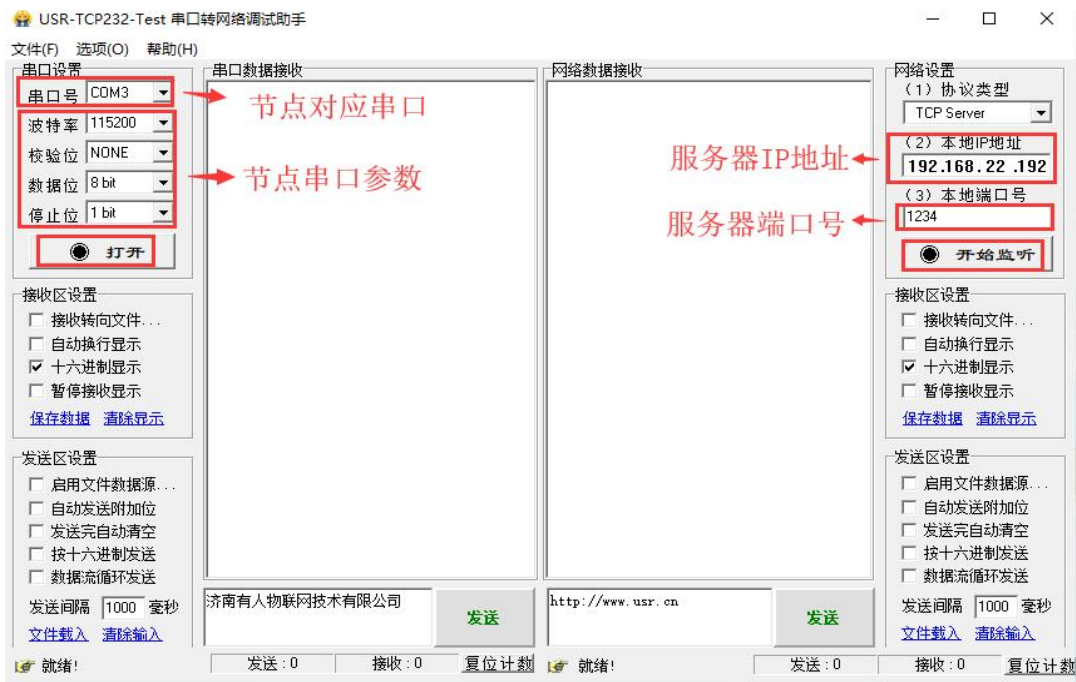 USR-TCP232-Test 串口转网络调试助手
文件(F) 选项(O) 帮助(H)
串口设置
串口号 COM3
波特率 115200
校验位 NONE
数据位 8 bit
停止位 1 bit
打开
接收区设置
接收转向文件...
自动换行显示
十六进制显示
暂停接收显示
保存数据 清除显示
发送区设置
启用文件数据源...
自动发送附加位
发送完自动清空
按十六进制发送
数据流循环发送
发送间隔 1000 毫秒
文件载入 清除输入
串口数据接收
节点对应串口
节点串口参数
济南有人物联网技术有限公司
发送
网络数据接收
服务器IP地址
服务器端口号
http://www.usr.cn
发送
网络设置
(1) 协议类型
TCP Server
(2) 本地IP地址
192.168.22 .192
(3) 本地端口号
1234
开始监听
接收区设置
接收转向文件...
自动换行显示
十六进制显示
暂停接收显示
保存数据 清除显示
发送区设置
启用文件数据源...
自动发送附加位
发送完自动清空
按十六进制发送
数据流循环发送
发送间隔 1000 毫秒
文件载入 清除输入
就绪! 发送:0 接收:0 复位计数
就绪! 发送:0 接收:0 复位计数